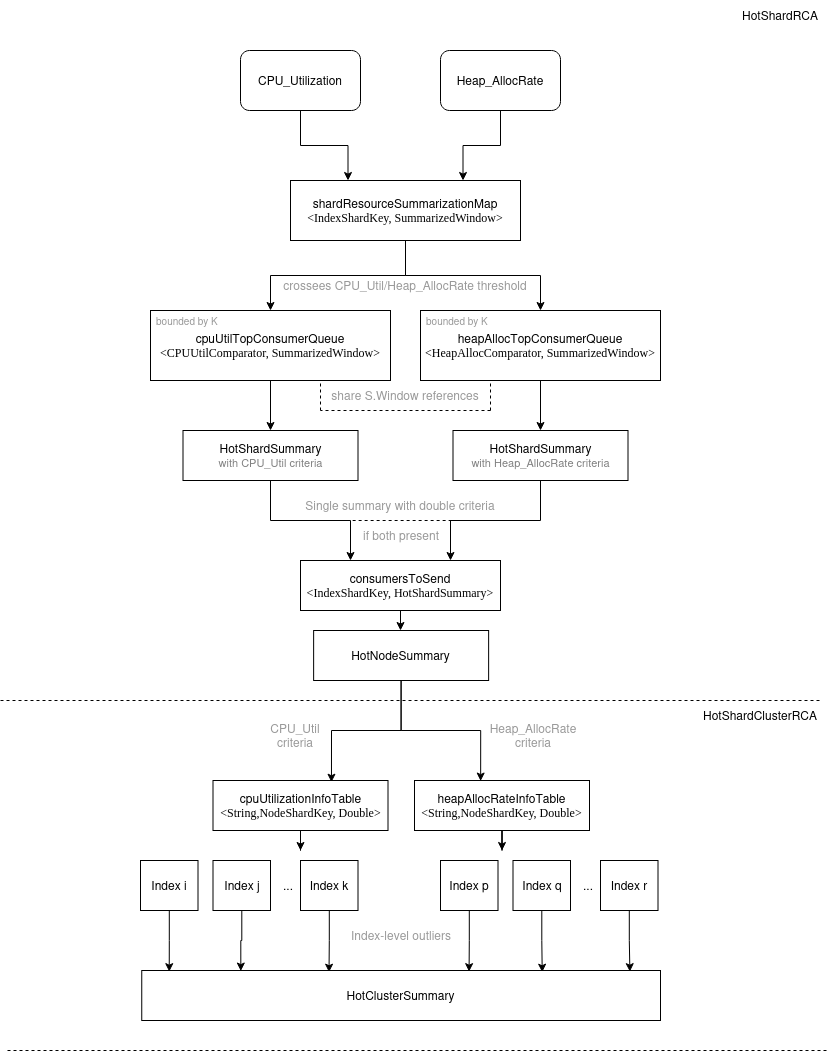 HotShardRCA
CPU_Utilization
Heap_AllocRate
shardResourceSummarizationMap
<IndexShardKey, SummarizedWindow>
crossees CPU_Util/Heap_AllocRate threshold
bounded by K
cpuUtilTopConsumerQueue
<CPUUtilComparator, SummarizedWindow>
bounded by K
heapAllocTopConsumerQueue
<HeapAllocComparator, SummarizedWindow>
share S.Window references
HotShardSummary
with CPU_Util criteria
HotShardSummary
with Heap_AllocRate criteria
Single summary with double criteria
if both present
consumersToSend
<IndexShardKey, HotShardSummary>
HotNodeSummary
HotShardClusterRCA
CPU_Util
criteria
Heap_AllocRate
criteria
cpuUtilizationInfoTable
<String,NodeShardKey, Double>
heapAllocRateInfoTable
<String,NodeShardKey, Double>
Index i
Index j
...
Index k
Index p
Index q
...
Index r
Index-level outliers
HotClusterSummary